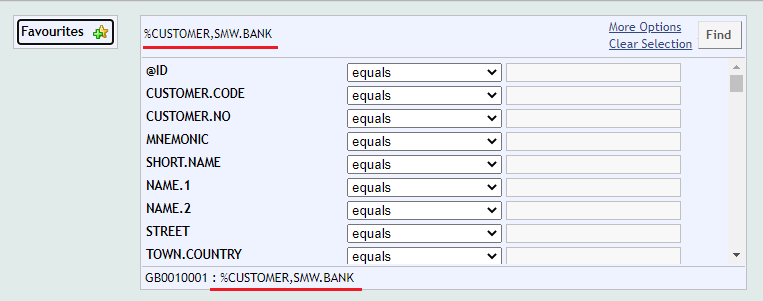 Favourites
%CUSTOMER,SMW.BANK
More Options
Clear Selection
Find
@ID equals
CUSTOMER.CODE equals
CUSTOMER.NO equals
MNEMONIC equals
SHORT.NAME equals
NAME.1 equals
NAME.2 equals
STREET equals
TOWN.COUNTRY equals
GB0010001 : %CUSTOMER,SMW.BANK